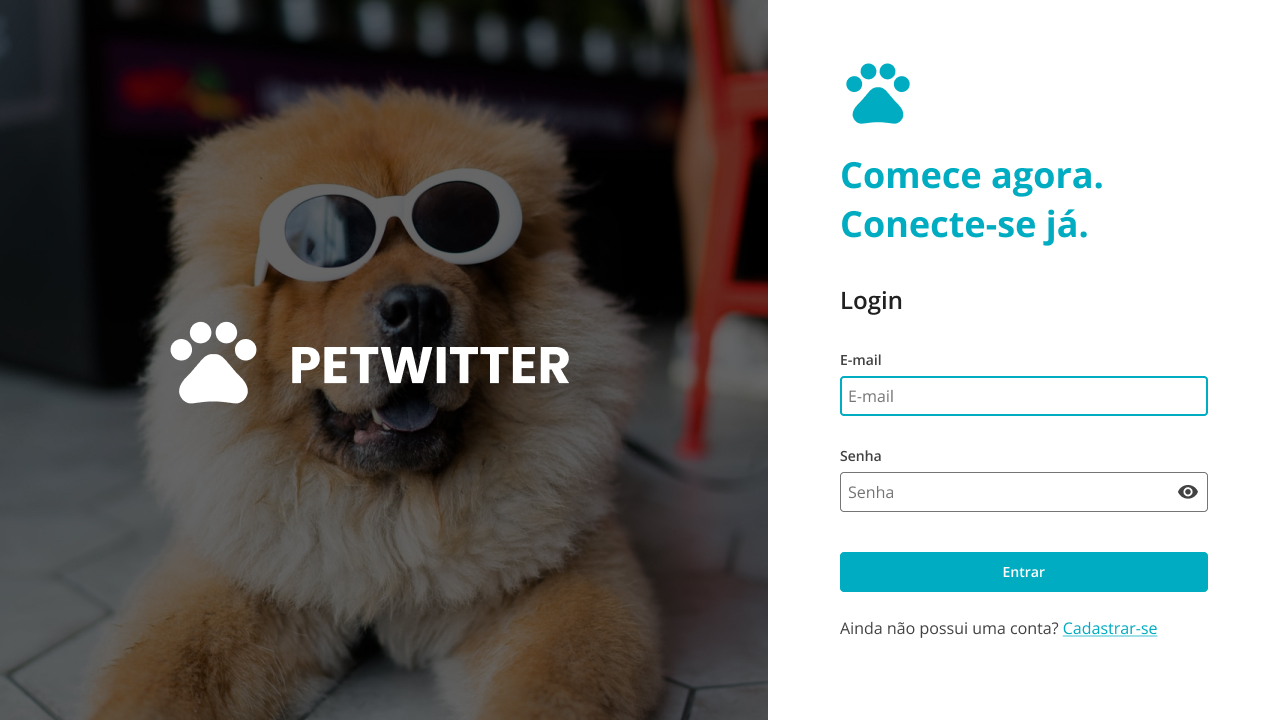 PETWITTER
Comece agora.
Conecte-se já.
Login
E-mail
E-mail
Senha
Senha
Entrar
Ainda não possui uma conta? Cadastrar-se